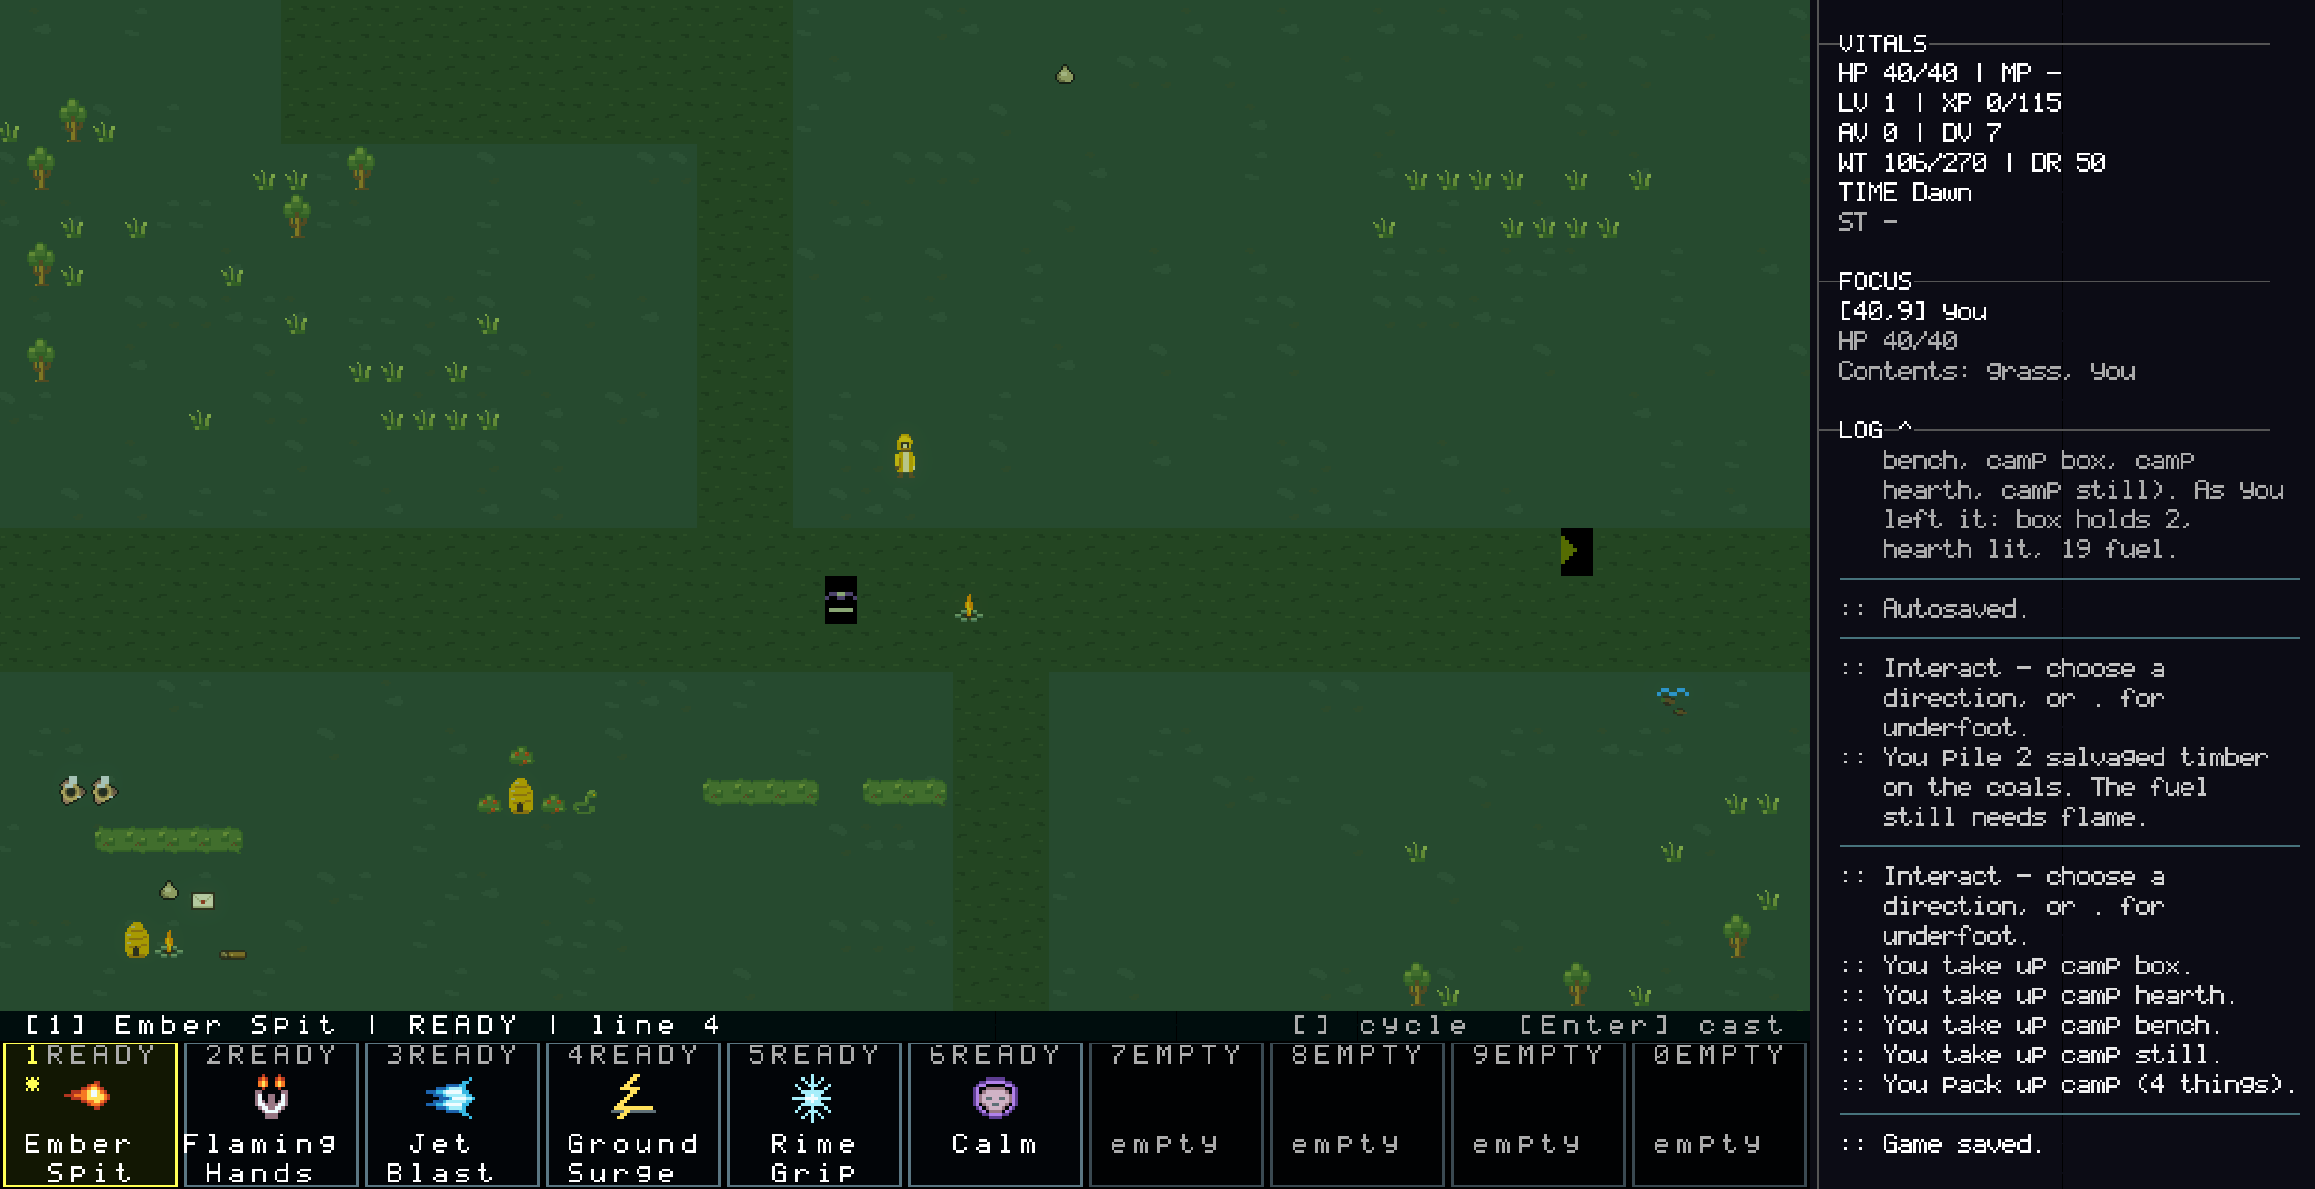 VITALS
HP 40/40 | MP -
LV 1 | XP 0/115
AV 0 | DV 7
WT 106/270 | DR 50
TIME Dawn
ST -
FOCUS
[40,9] You
HP 40/40
Contents: grass, You
LOG ^
bench, camp box, camp
hearth, camp still). As you
left it: box holds 2,
hearth lit, 19 fuel.
:: Autosaved.
:: Interact - choose a
direction, or . for
underfoot.
:: You pile 2 salvaged timber
on the coals. The fuel
still needs flame.
:: Interact - choose a
direction, or . for
underfoot.
:: You take up camp box.
:: You take up camp hearth.
:: You take up camp bench.
:: You take up camp still.
:: You pack up camp (4 things).
:: Game saved.
[1] Ember Spit | READY | line 4
[] cycle [Enter] cast
1READY
Ember
Spit
2READY
Flaming
Hands
3READY
Jet
Blast
4READY
Ground
Surge
5READY
Rime
Grip
6READY
Calm
7EMPTY
empty
8EMPTY
empty
9EMPTY
empty
0EMPTY
empty